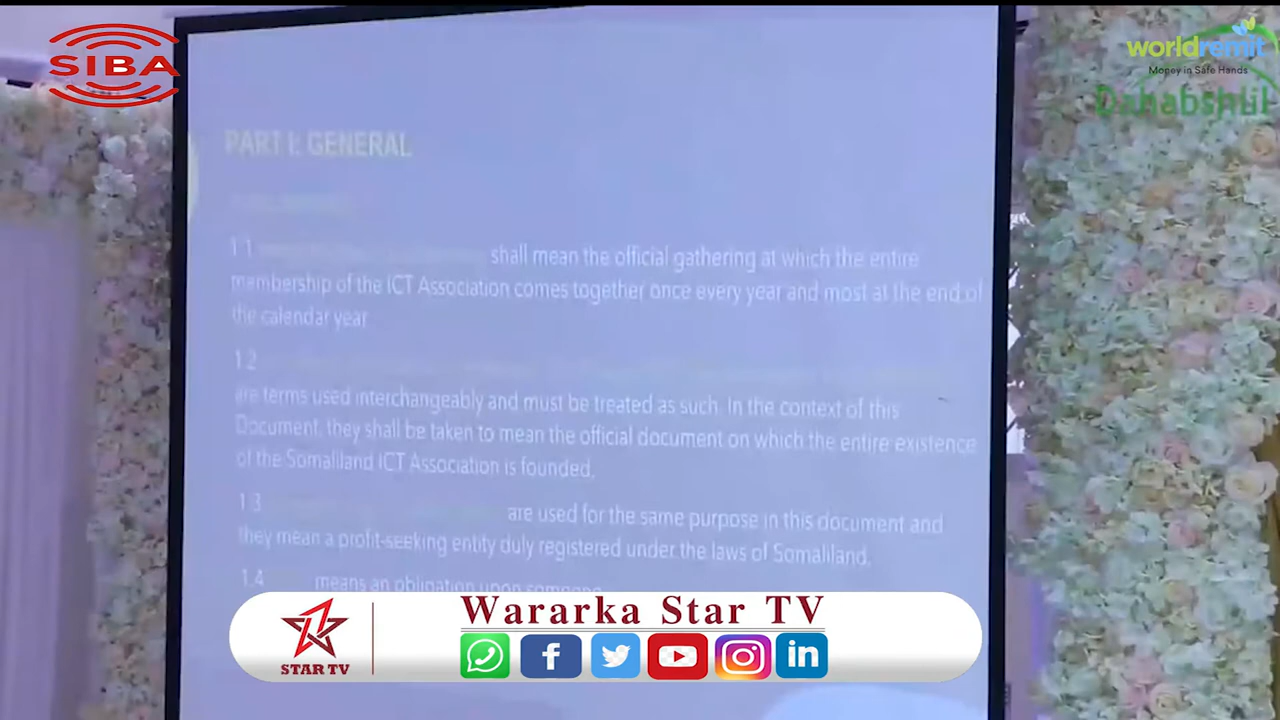 SIBA
worldremit
Money in Safe Hands
Dahabshiil
PART I: GENERAL
1.1 shall mean the official gathering at which the entire
membership of the ICT Association comes together once every year and most at the end of
the calendar year
1.2
are terms used interchangeably and must be treated as such. In the context of this
Document, they shall be taken to mean the official document on which the entire existence
of the Somaliland ICT Association is founded.
1.3 are used for the same purpose in this document and
they mean a profit-seeking entity duly registered under the laws of Somaliland.
1.4 means an obligation upon someone
STAR TV
Wararka Star TV